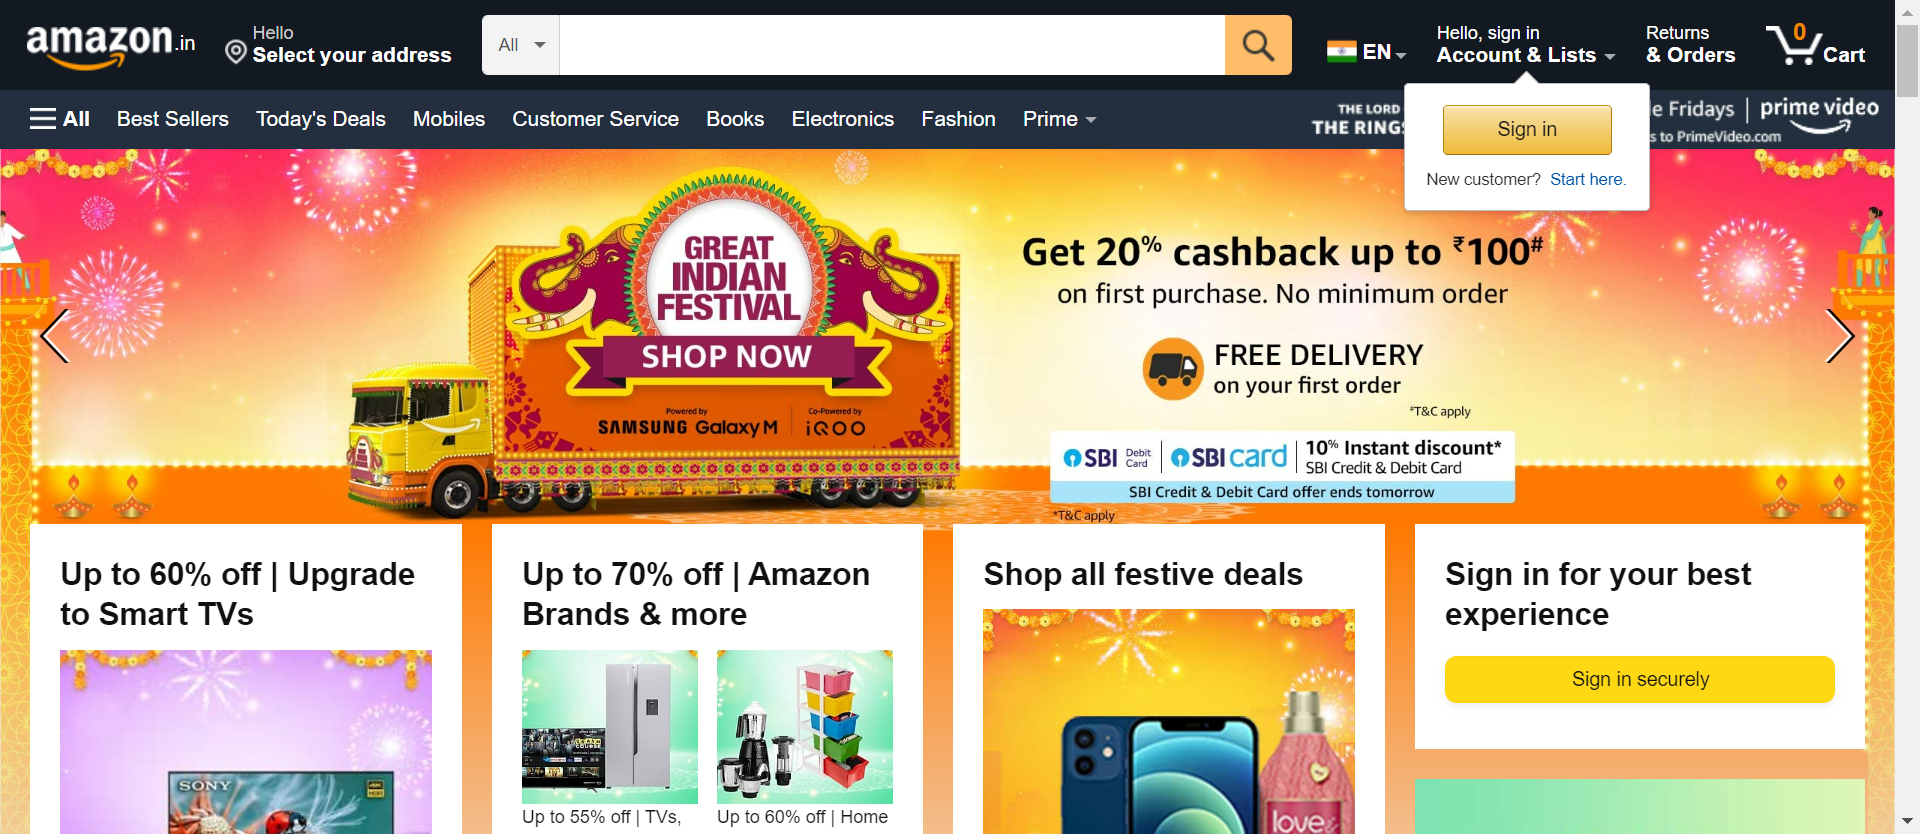 amazon.in
Hello
Select your address
All
EN
Hello, sign in
Account & Lists
Returns
& Orders
0
Cart
All
Best Sellers
Today's Deals
Mobiles
Customer Service
Books
Electronics
Fashion
Prime
THE LORD
THE RINGS
Fridays
prime video
s to PrimeVideo.com
Sign in
New customer? Start here.
GREAT
INDIAN
FESTIVAL
SHOP NOW
Powered by
SAMSUNG Galaxy M
Co-Powered by
iQOO
Get 20% cashback up to ₹100#
on first purchase. No minimum order
FREE DELIVERY
on your first order
#T&C apply
SBI Debit Card
SBI card
10% Instant discount*
SBI Credit & Debit Card
SBI Credit & Debit Card offer ends tomorrow
*T&C apply
Up to 60% off | Upgrade
to Smart TVs
SONY
4K
HDR
Up to 70% off | Amazon
Brands & more
Up to 55% off | TVs,
Up to 60% off | Home
Shop all festive deals
love
Sign in for your best
experience
Sign in securely